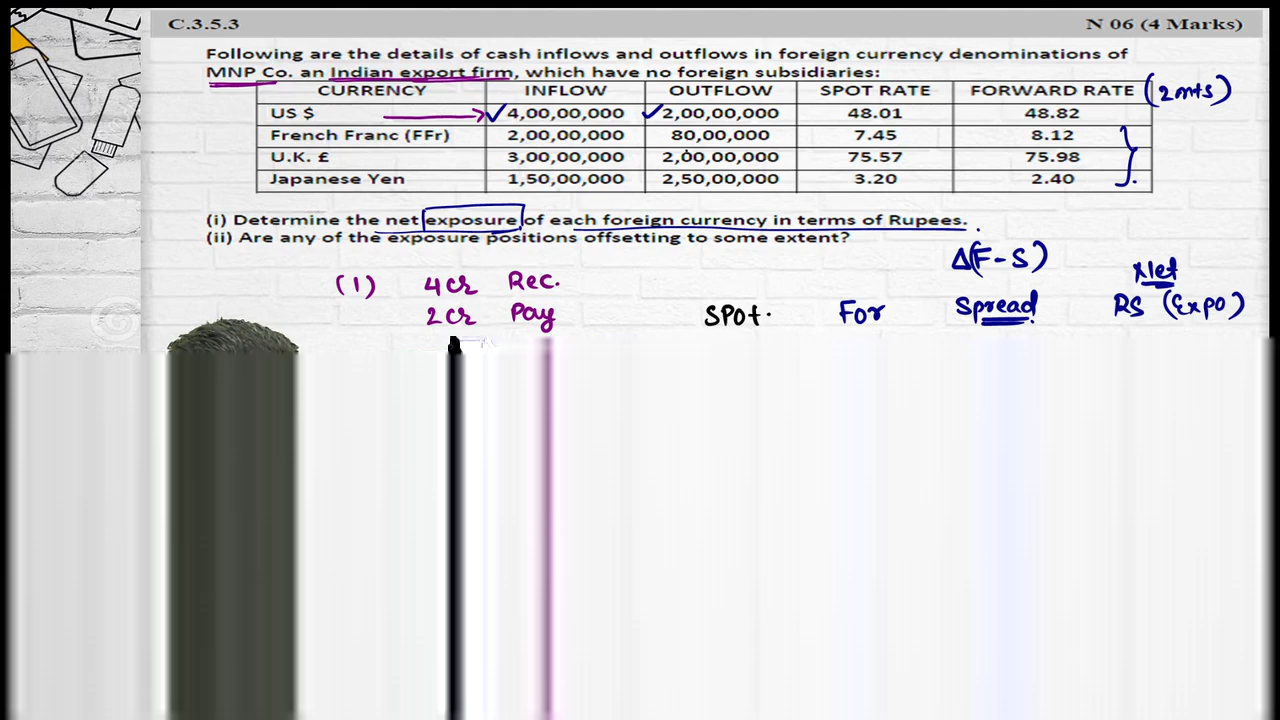 C.3.5.3 N 06 (4 Marks)
Following are the details of cash inflows and outflows in foreign currency denominations of
MNP Co. an Indian export firm, which have no foreign subsidiaries:
CURRENCY INFLOW OUTFLOW SPOT RATE FORWARD RATE (2mts)
US $ 4,00,00,000 2,00,00,000 48.01 48.82
French Franc (FFr) 2,00,00,000 80,00,000 7.45 8.12
U.K. £ 3,00,00,000 2,00,00,000 75.57 75.98
Japanese Yen 1,50,00,000 2,50,00,000 3.20 2.40
(i) Determine the net exposure of each foreign currency in terms of Rupees.
(ii) Are any of the exposure positions offsetting to some extent?
Δ(F-S)
Net
(1) 4cr Rec.
2cr Pay SPot. For Spread RS (Expo)